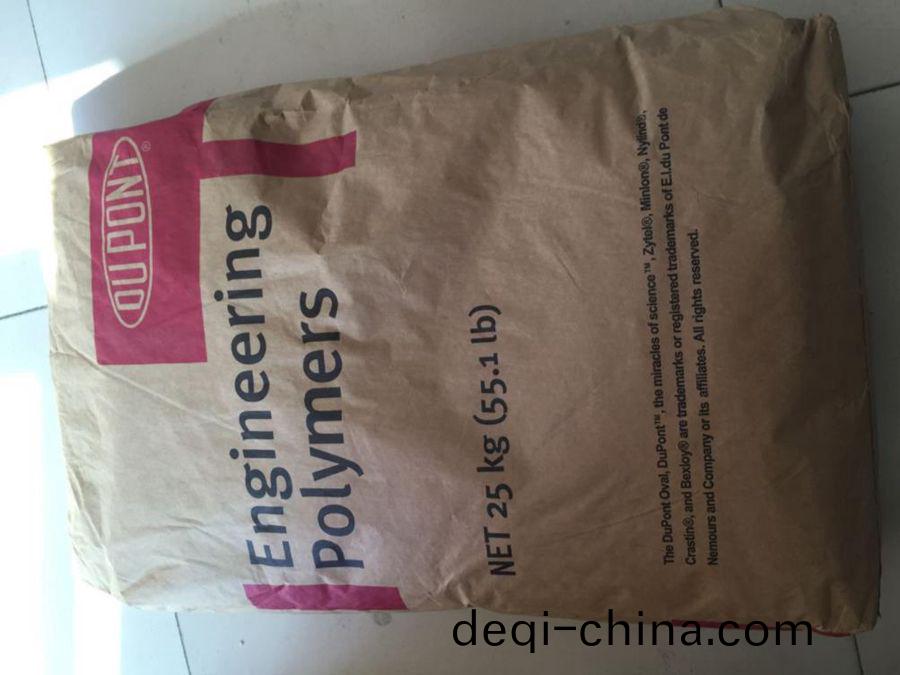 DUPONT®
Engineering
Polymers
NET 25 kg (55.1 lb)
The DuPont Oval, DuPont™, the miracles of science™, Zytel®, Minlon®, Nylind®,
Crastin®, and Bexloy® are trademarks or registered trademarks of E.I.du Pont de
Nemours and Company or its affiliates. All rights reserved.
deqi-china.com